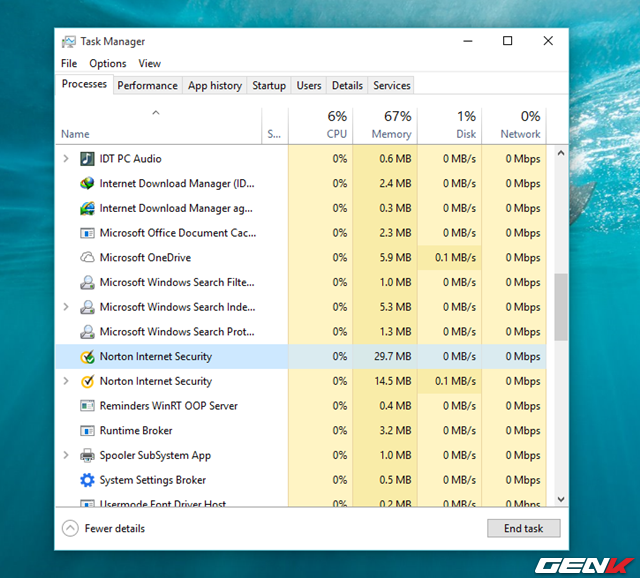 Task Manager
File Options View
Processes Performance App history Startup Users Details Services
6% 67% 1% 0%
Name S... CPU Memory Disk Network
IDT PC Audio 0% 0.6 MB 0 MB/s 0 Mbps
Internet Download Manager (ID... 0% 2.4 MB 0 MB/s 0 Mbps
Internet Download Manager ag... 0% 0.3 MB 0 MB/s 0 Mbps
Microsoft Office Document Cac... 0% 2.3 MB 0 MB/s 0 Mbps
Microsoft OneDrive 0% 5.9 MB 0.1 MB/s 0 Mbps
Microsoft Windows Search Filte... 0% 1.0 MB 0 MB/s 0 Mbps
Microsoft Windows Search Inde... 0% 5.3 MB 0 MB/s 0 Mbps
Microsoft Windows Search Prot... 0% 1.3 MB 0 MB/s 0 Mbps
Norton Internet Security 0% 29.7 MB 0 MB/s 0 Mbps
Norton Internet Security 0% 14.5 MB 0.1 MB/s 0 Mbps
Reminders WinRT OOP Server 0% 0.4 MB 0 MB/s 0 Mbps
Runtime Broker 0% 3.2 MB 0 MB/s 0 Mbps
Spooler SubSystem App 0% 1.0 MB 0 MB/s 0 Mbps
System Settings Broker 0% 0.5 MB 0 MB/s 0 Mbps
Usermode Font Driver Host 0% 0.2 MB 0 MB/s 0 Mbps
Fewer details End task
GENK